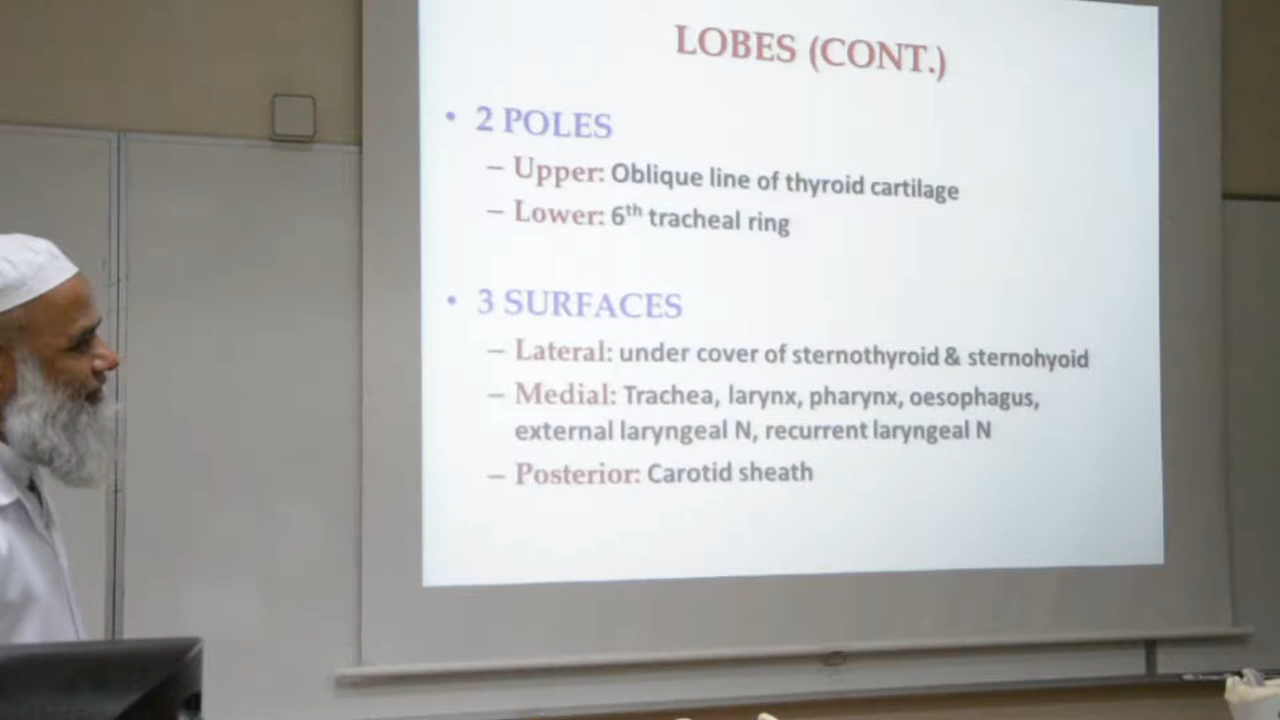 LOBES (CONT.)
• 2 POLES
– Upper: Oblique line of thyroid cartilage
– Lower: 6th tracheal ring
• 3 SURFACES
– Lateral: under cover of sternothyroid & sternohyoid
– Medial: Trachea, larynx, pharynx, oesophagus,
external laryngeal N, recurrent laryngeal N
– Posterior: Carotid sheath